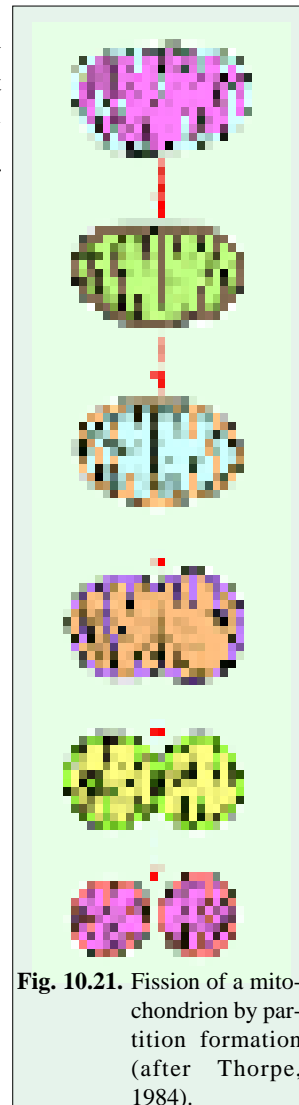 Fig. 10.21. Fission of a mito-
chondrion by par-
tition formation
(after Thorpe,
1984).